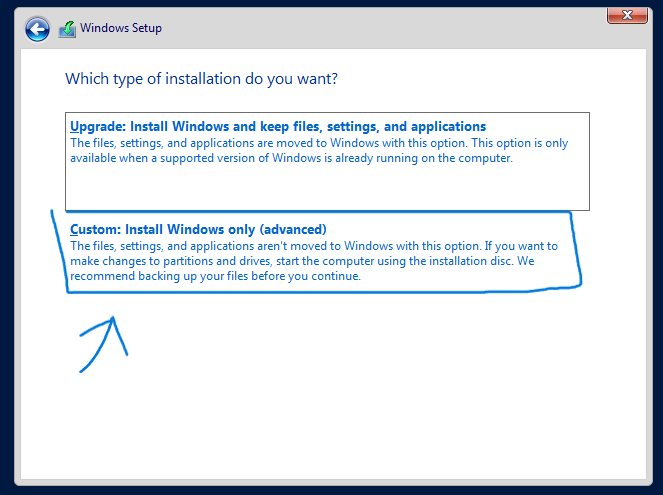 Windows Setup
Which type of installation do you want?
Upgrade: Install Windows and keep files, settings, and applications
The files, settings, and applications are moved to Windows with this option. This option is only
available when a supported version of Windows is already running on the computer.
Custom: Install Windows only (advanced)
The files, settings, and applications aren't moved to Windows with this option. If you want to
make changes to partitions and drives, start the computer using the installation disc. We
recommend backing up your files before you continue.